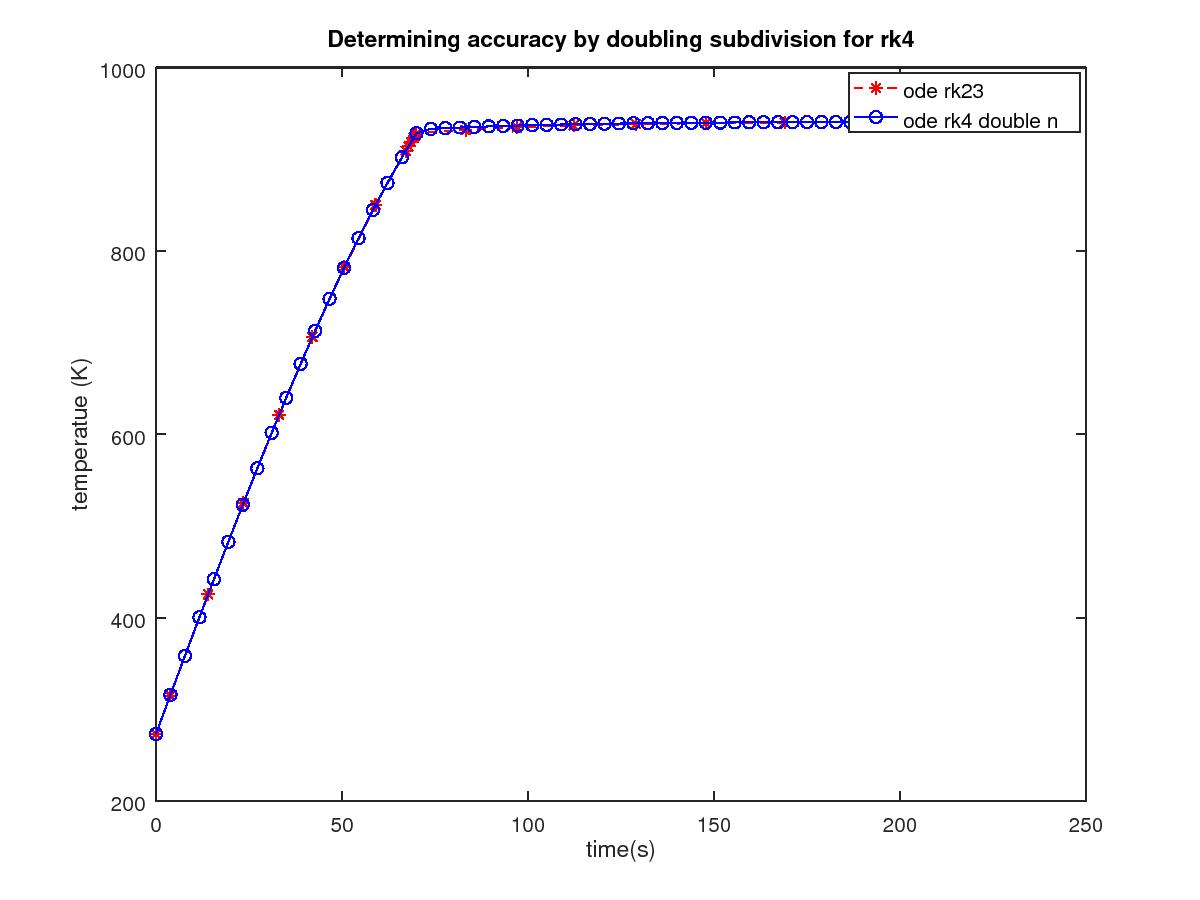 Determining accuracy by doubling subdivision for rk4
1000
800
600
400
200
temperatue (K)
ode rk23
ode rk4 double n
0 50 100 150 200 250
time(s)